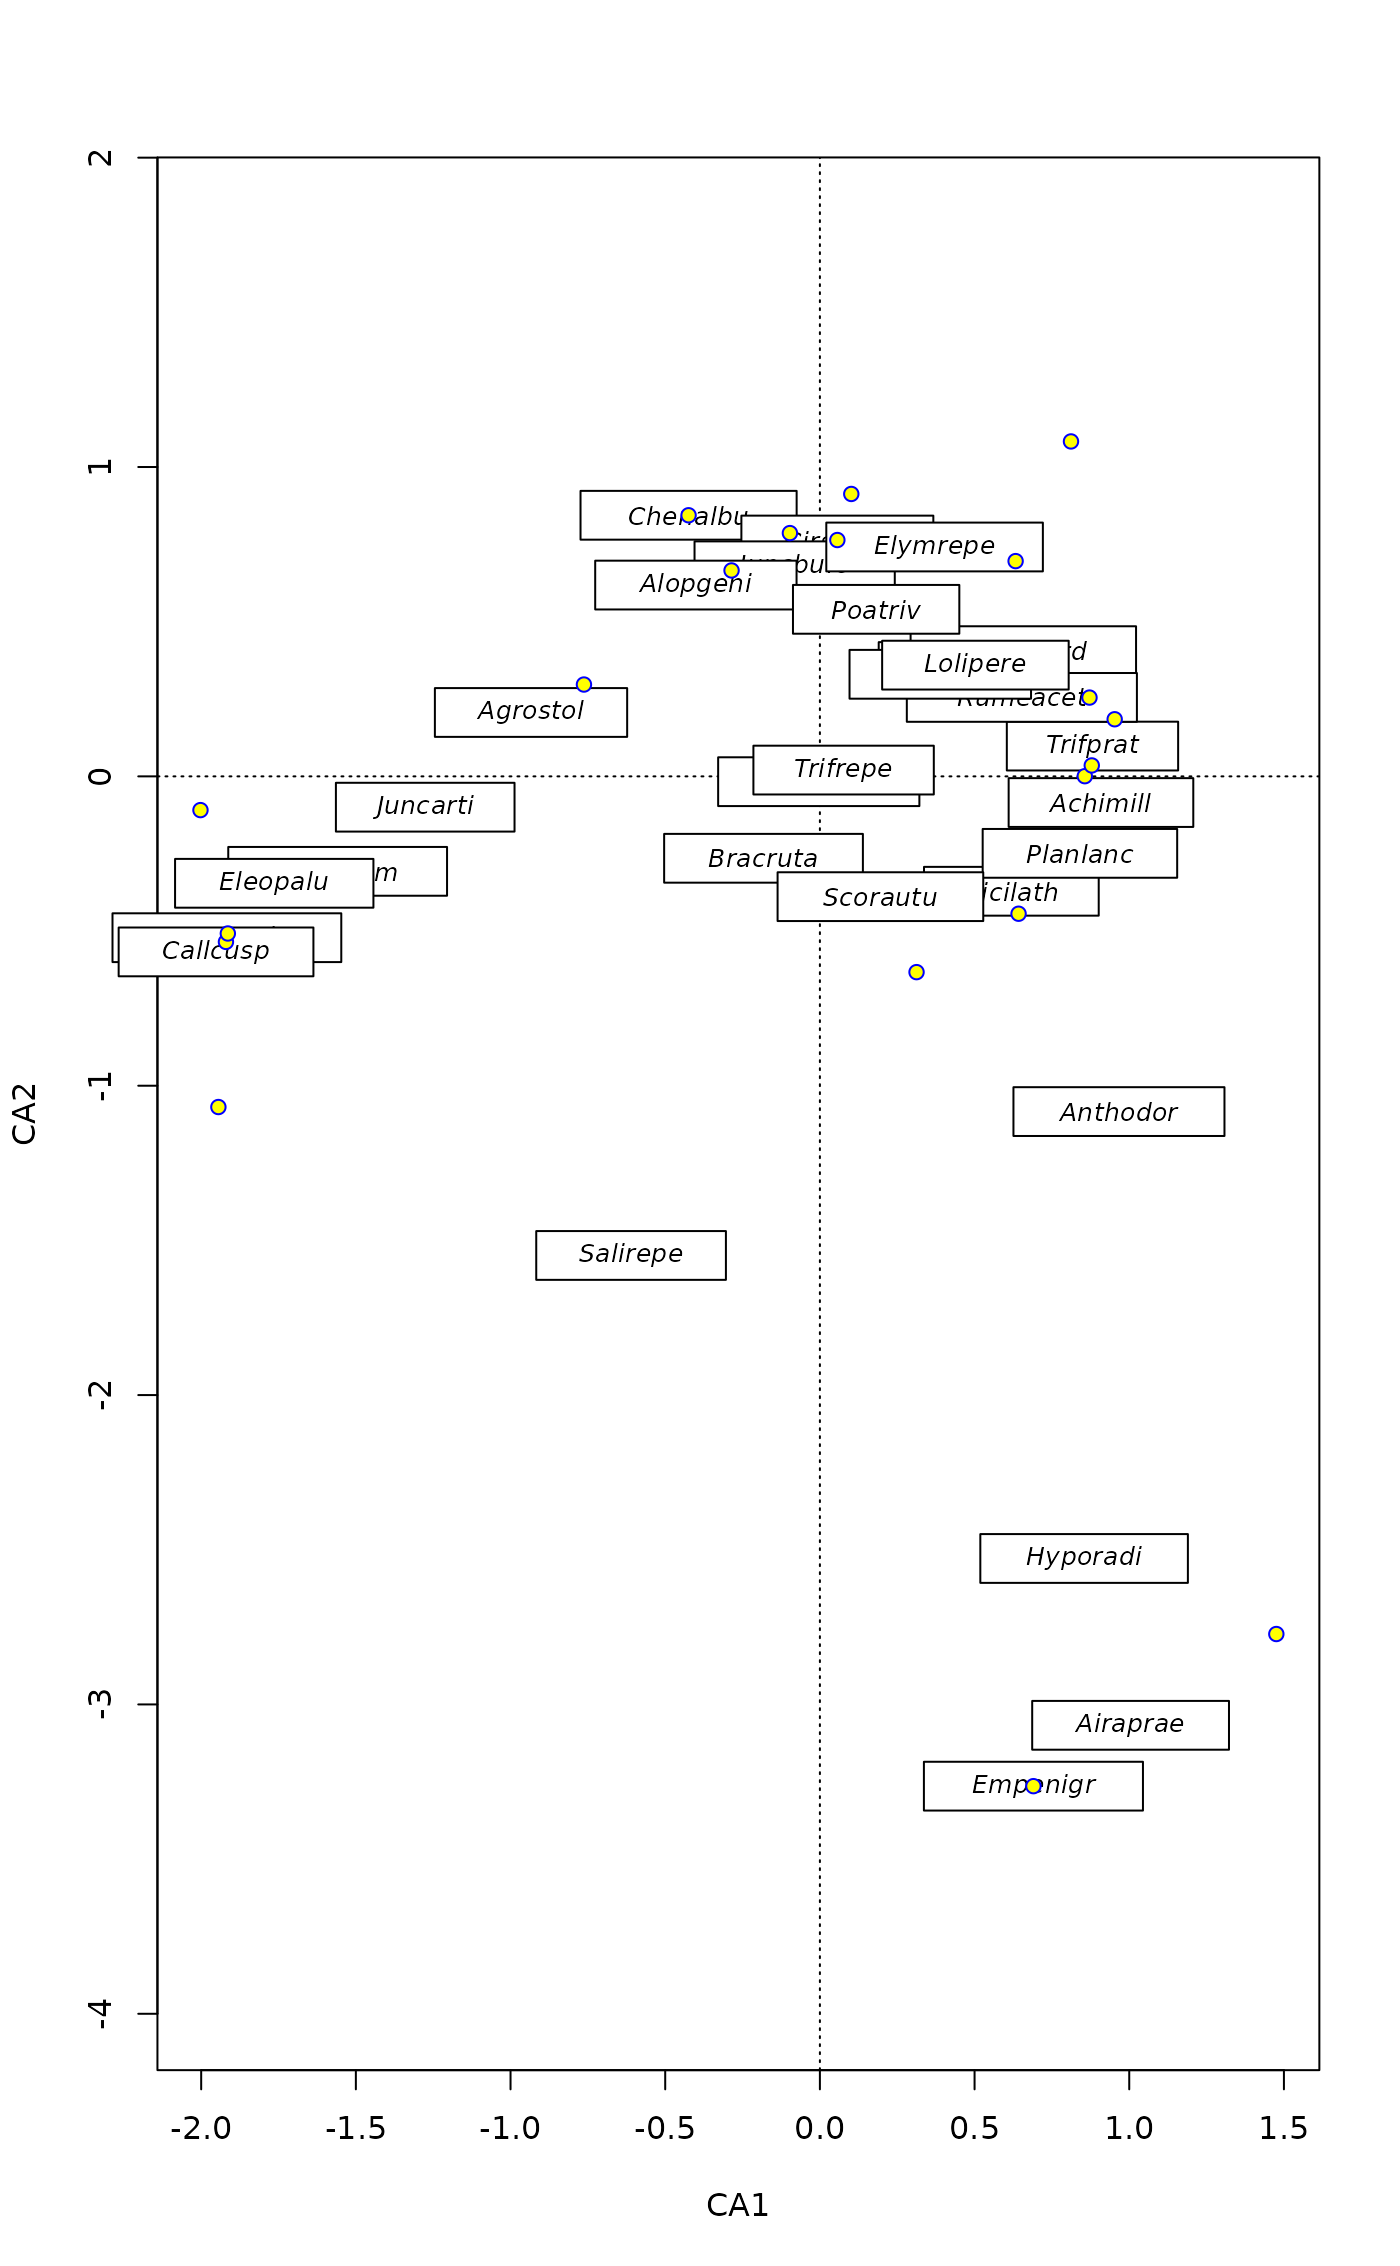 2
1
Chenalbu
Elymrepe
Alopgeni
Poatriv
Lolipere
Agrostol
Trifprat
0
Trifrepe
Juncarti
Achimill
Bracruta
Planlanc
Eleopalu
Scorautu
Callcusp
-1
Anthodor
CA2
Salirepe
-2
Hyporadi
-3
Airaprae
Empenigr
-4
-2.0 -1.5 -1.0 -0.5 0.0 0.5 1.0 1.5
CA1